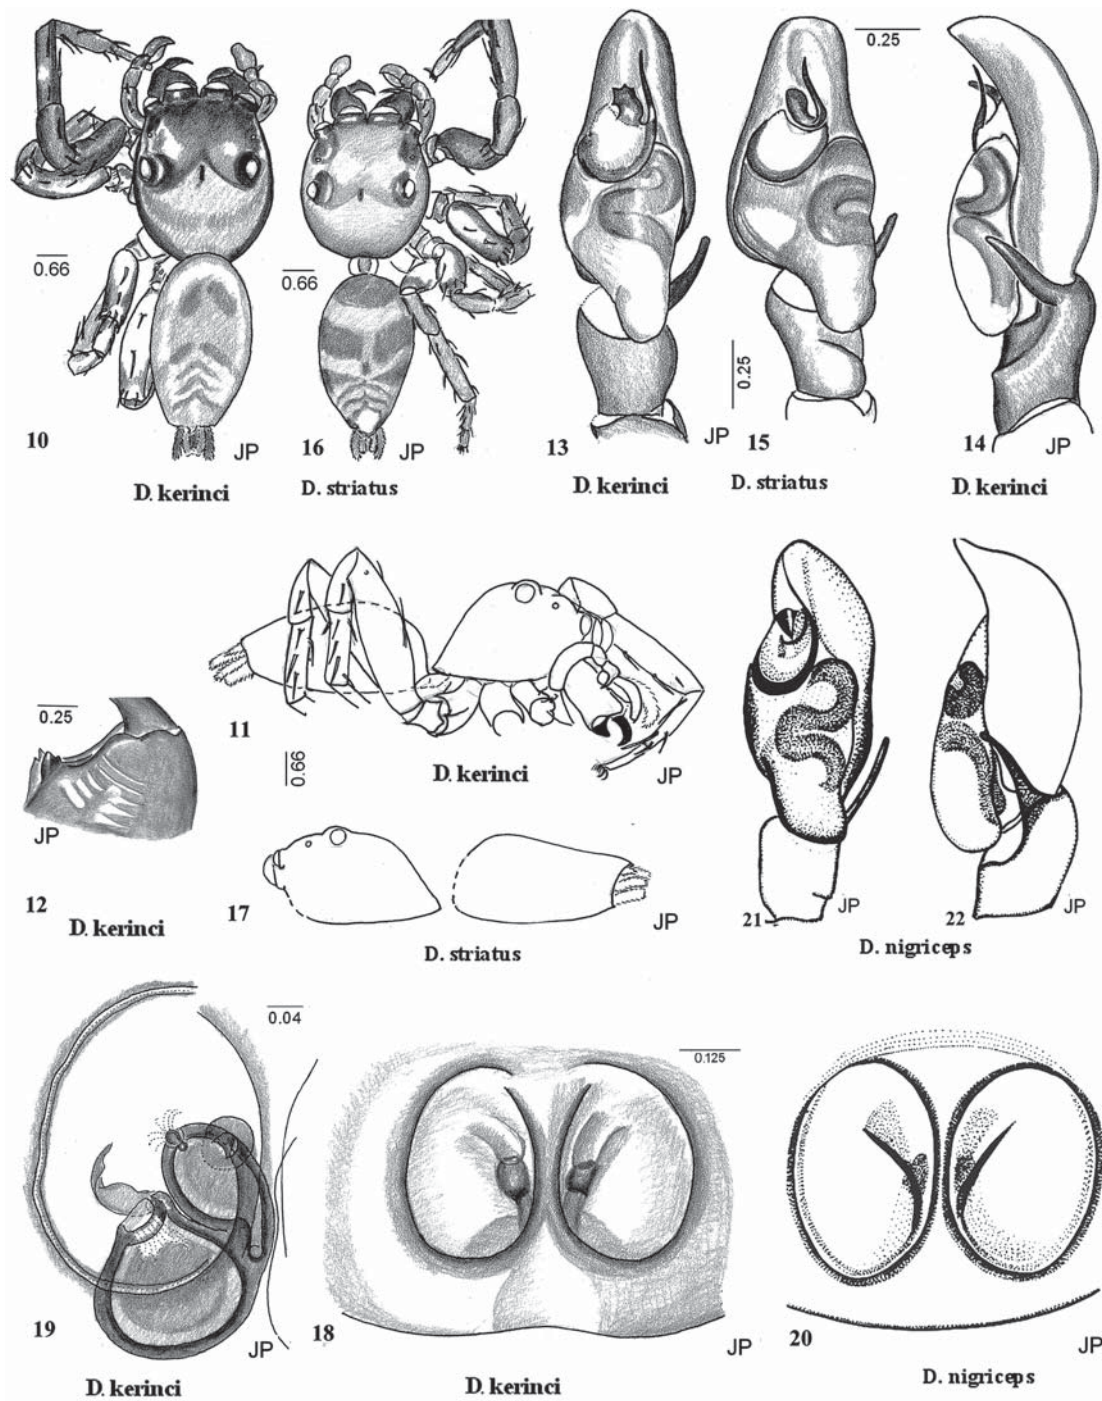 0.66
10
JP
D. kerinci
0.66
16
JP
D. striatus
13
JP
D. kerinci
0.25
0.25
15
D. striatus
14
JP
D. kerinci
0.25
JP
12
D. kerinci
11
0.66
D. kerinci
JP
17
JP
D. striatus
21
JP
22
JP
D. nigriceps
0.04
19
JP
D. kerinci
0.125
18
JP
D. kerinci
20
JP
D. nigriceps